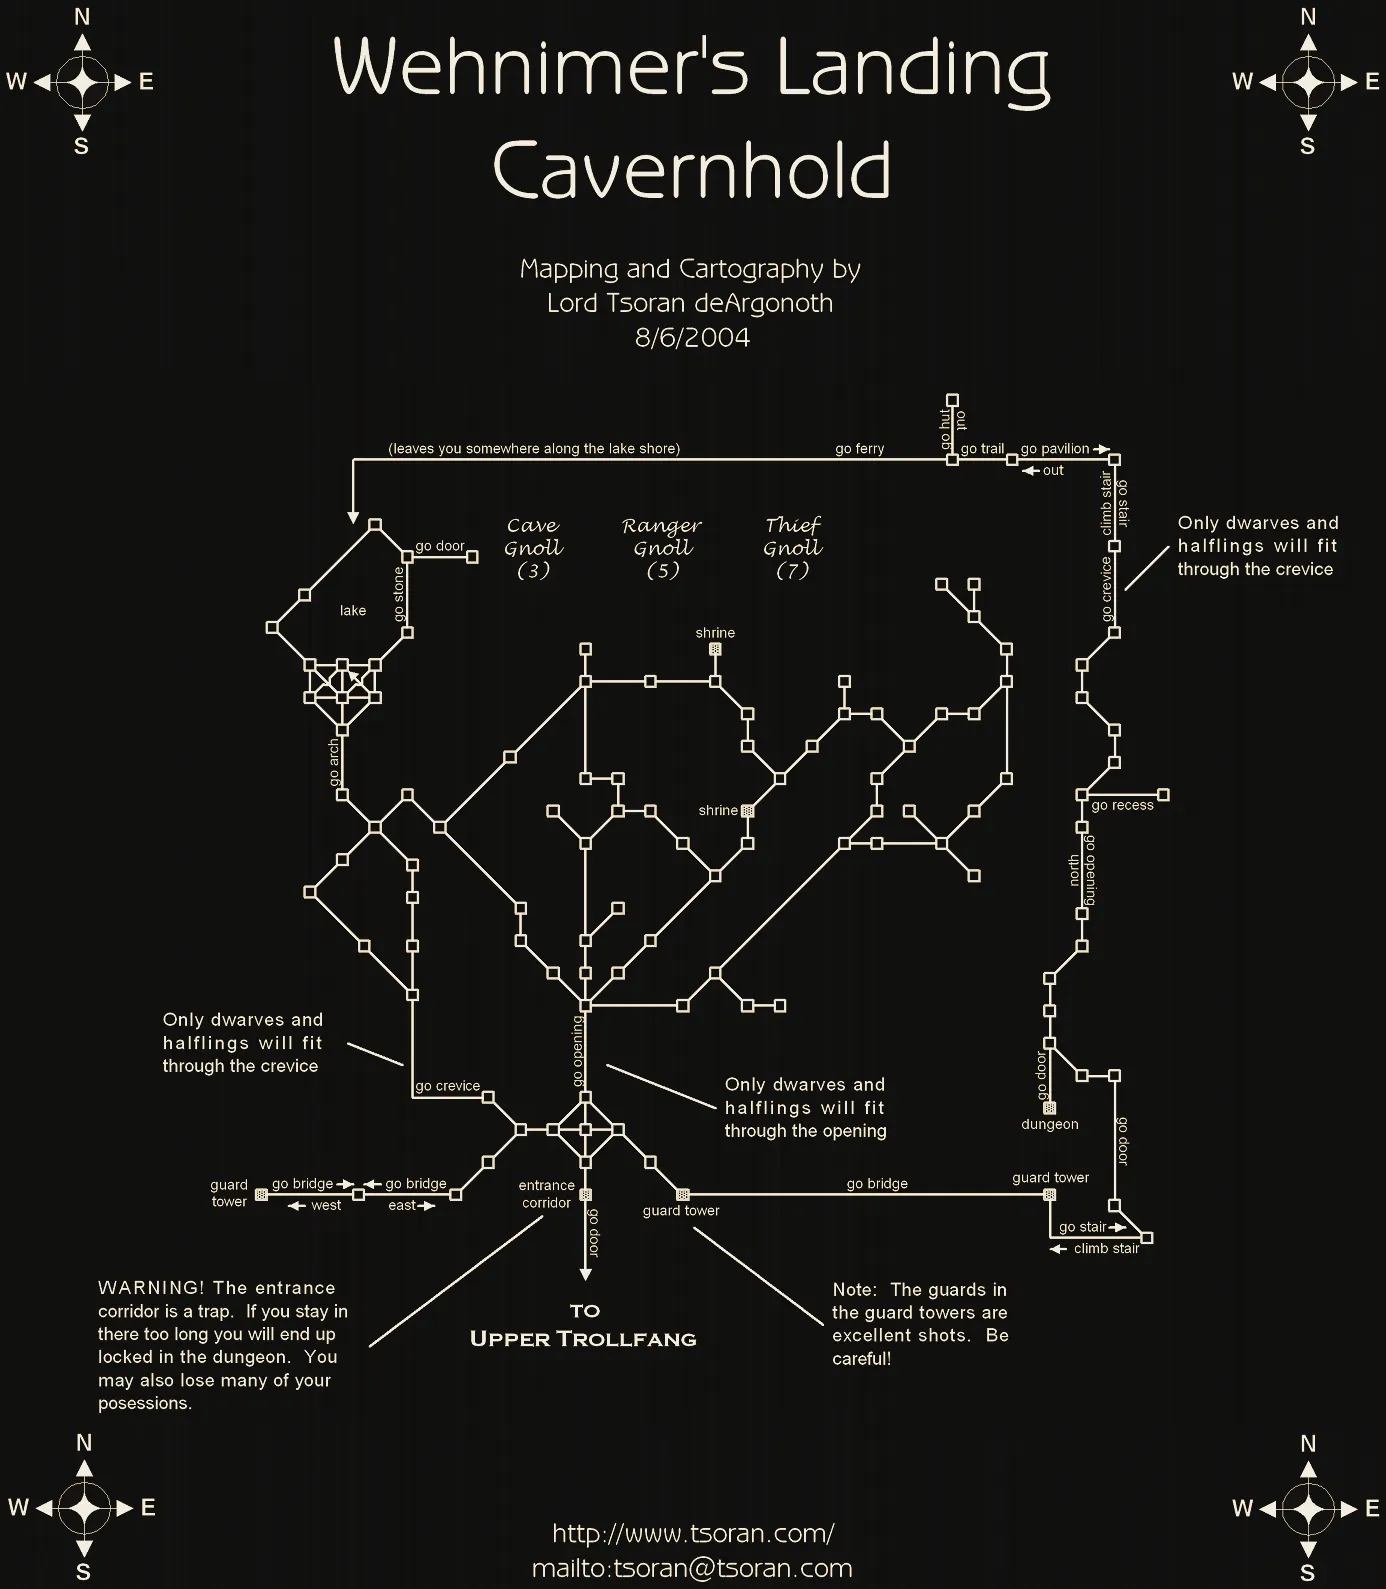 N
W E
S
N
W E
S
Wehnimer's Landing
Cavernhold
Mapping and Cartography by
Lord Tsoran deArgonoth
8/6/2004
go hut
out
(leaves you somewhere along the lake shore)
go ferry
go trail
go pavilion
out
climb stair
go stair
Only dwarves and
halflings will fit
through the crevice
go crevice
Cave
Gnoll
(3)
Ranger
Gnoll
(5)
Thief
Gnoll
(7)
go door
go stone
lake
shrine
go arch
shrine
go recess
north
go opening
Only dwarves and
halflings will fit
through the crevice
go opening
go crevice
Only dwarves and
halflings will fit
through the opening
go door
dungeon
go door
guard
tower
go bridge
go bridge
west
east
entrance
corridor
go door
guard tower
go bridge
guard tower
go stair
climb stair
WARNING! The entrance
corridor is a trap. If you stay in
there too long you will end up
locked in the dungeon. You
may also lose many of your
posessions.
TO
UPPER TROLLFANG
Note: The guards in
the guard towers are
excellent shots. Be
careful!
N
W E
S
N
W E
S
http://www.tsoran.com/
mailto:tsoran@tsoran.com